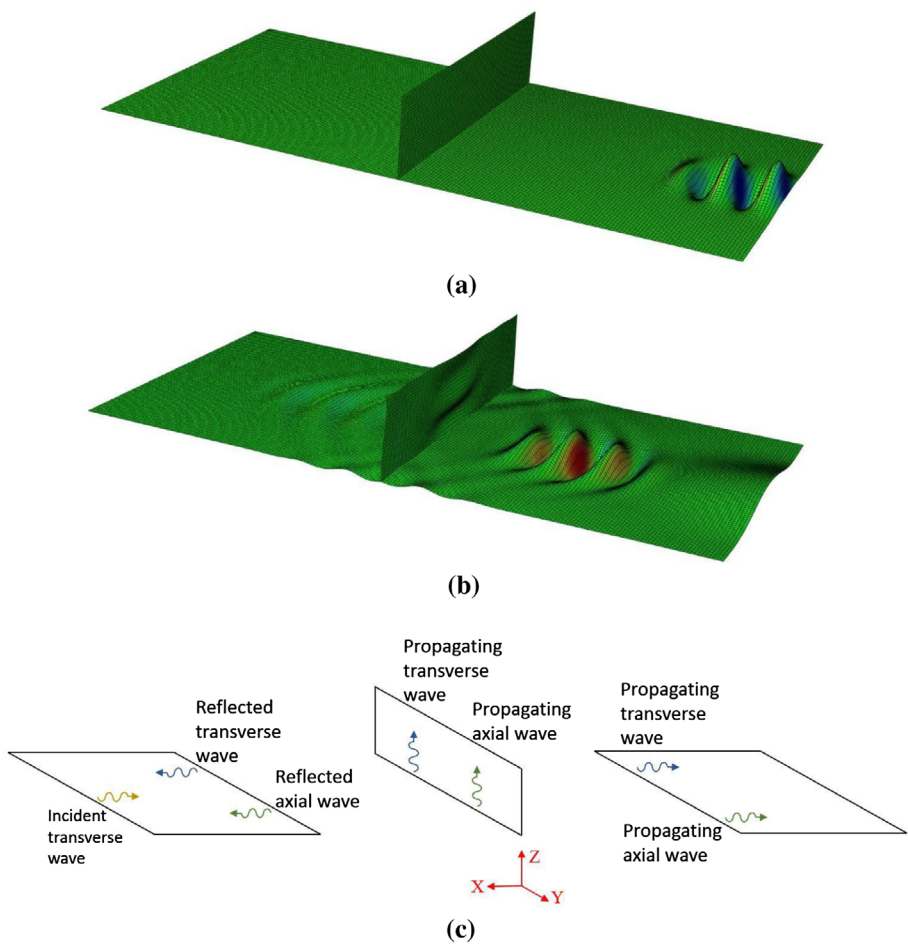 (a)
(b)
Propagating
transverse
wave
Propagating
axial wave
Reflected
transverse
wave
Reflected
axial wave
Incident
transverse
wave
Propagating
transverse
wave
Propagating
axial wave
Z
X
Y
(c)